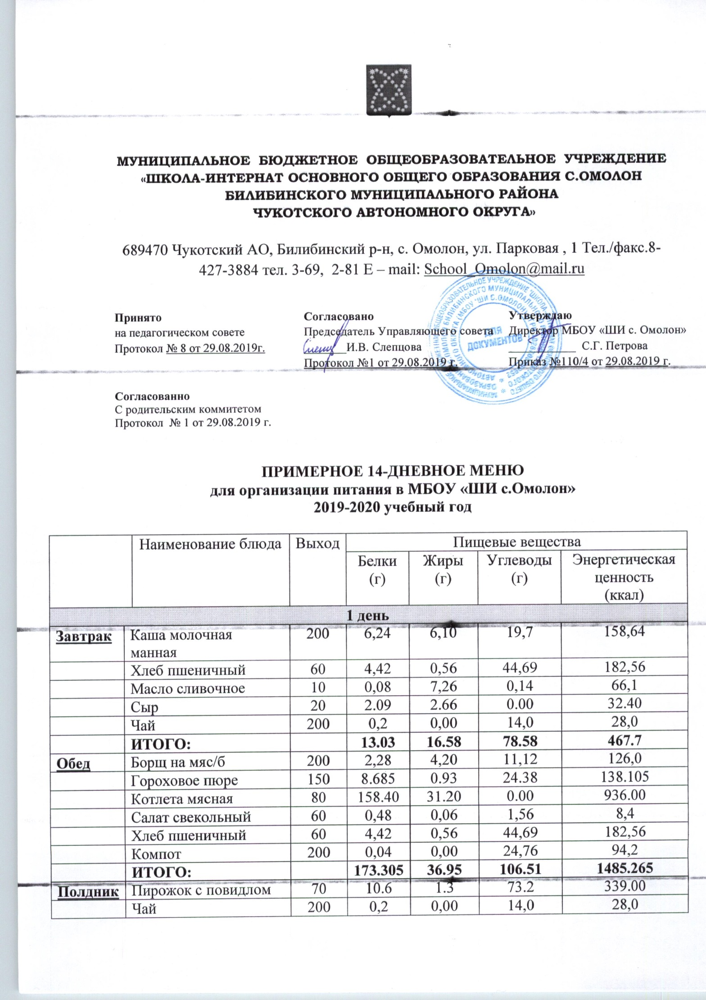 МУНИЦИПАЛЬНОЕ БЮДЖЕТНОЕ ОБЩЕОБРАЗОВАТЕЛЬНОЕ УЧРЕЖДЕНИЕ
«ШКОЛА-ИНТЕРНАТ ОСНОВНОГО ОБЩЕГО ОБРАЗОВАНИЯ С.ОМОЛОН
БИЛИБИНСКОГО МУНИЦИПАЛЬНОГО РАЙОНА
ЧУКОТСКОГО АВТОНОМНОГО ОКРУГА»
689470 Чукотский АО, Билибинский р-н, с. Омолон, ул. Парковая , 1 Тел./факс.8-
427-3884 тел. 3-69, 2-81 Е – mail: School_Omolon@mail.ru
Принято
на педагогическом совете
Протокол № 8 от 29.08.2019г.
Согласовано
Председатель Управляющего совета
_______И.В. Слепцова
Протокол №1 от 29.08.2019 г.
Утверждаю
Директор МБОУ «ШИ с. Омолон»
___________ С.Г. Петрова
Приказ №110/4 от 29.08.2019 г.
ДЛЯ
ДОКУМЕНТОВ
Согласованно
С родительским коммитетом
Протокол № 1 от 29.08.2019 г.
ПРИМЕРНОЕ 14-ДНЕВНОЕ МЕНЮ
для организации питания в МБОУ «ШИ с.Омолон»
2019-2020 учебный год
Наименование блюда Выход Пищевые вещества
Белки (г) Жиры (г) Углеводы (г) Энергетическая ценность (ккал)
1 день
Завтрак Каша молочная манная 200 6,24 6,10 19,7 158,64
Хлеб пшеничный 60 4,42 0,56 44,69 182,56
Масло сливочное 10 0,08 7,26 0,14 66,1
Сыр 20 2.09 2.66 0.00 32.40
Чай 200 0,2 0,00 14,0 28,0
ИТОГО: 13.03 16.58 78.58 467.7
Обед Борщ на мяс/б 200 2,28 4,20 11,12 126,0
Гороховое пюре 150 8.685 0.93 24.38 138.105
Котлета мясная 80 158.40 31.20 0.00 936.00
Салат свекольный 60 0,48 0,06 1,56 8,4
Хлеб пшеничный 60 4,42 0,56 44,69 182,56
Компот 200 0,04 0,00 24,76 94,2
ИТОГО: 173.305 36.95 106.51 1485.265
Полдник Пирожок с повидлом 70 10.6 1.3 73.2 339.00
Чай 200 0,2 0,00 14,0 28,0